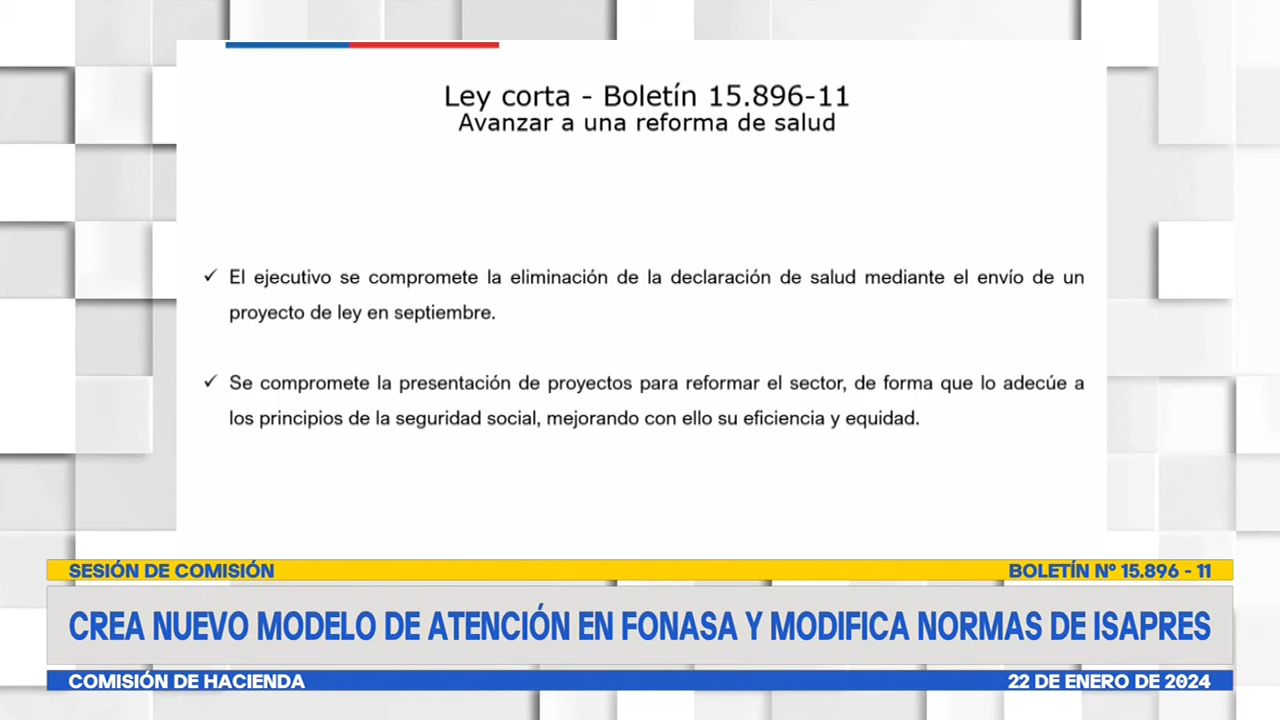 Ley corta - Boletín 15.896-11
Avanzar a una reforma de salud
✓ El ejecutivo se compromete la eliminación de la declaración de salud mediante el envío de un
proyecto de ley en septiembre.
✓ Se compromete la presentación de proyectos para reformar el sector, de forma que lo adecúe a
los principios de la seguridad social, mejorando con ello su eficiencia y equidad.
SESIÓN DE COMISIÓN
BOLETÍN Nº 15.896 - 11
CREA NUEVO MODELO DE ATENCIÓN EN FONASA Y MODIFICA NORMAS DE ISAPRES
COMISIÓN DE HACIENDA
22 DE ENERO DE 2024